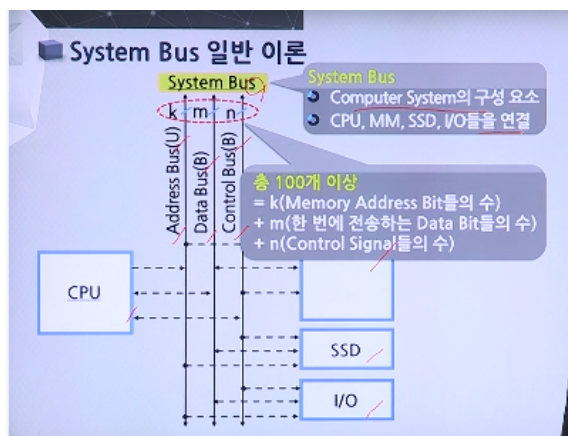 System Bus 일반 이론
System Bus
k m n
Address Bus(U)
Data Bus(B)
Control Bus(B)
System Bus
Computer System의 구성 요소
CPU, MM, SSD, I/O들을 연결
총 100개 이상
= k(Memory Address Bit들의 수)
+ m(한 번에 전송하는 Data Bit들의 수)
+ n(Control Signal들의 수)
CPU
SSD
I/O